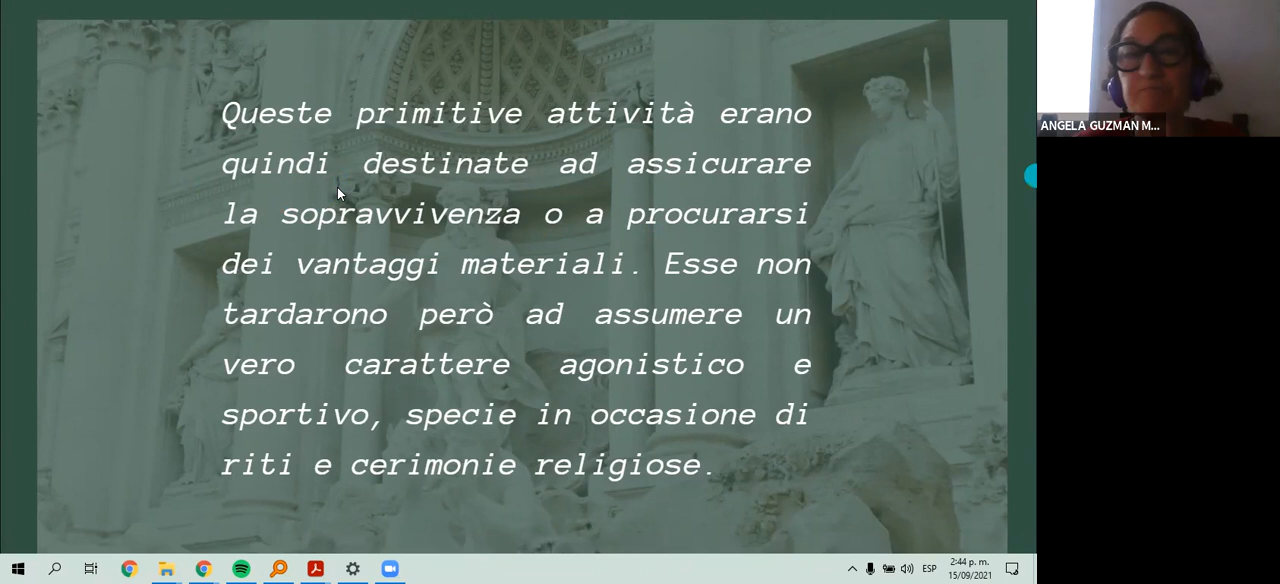 Queste primitive attività erano
quindi destinate ad assicurare
la sopravvivenza o a procurarsi
dei vantaggi materiali. Esse non
tardarono però ad assumere un
vero carattere agonistico e
sportivo, specie in occasione di
riti e cerimonie religiose.
ANGELA GUZMAN M...
ESP
2:44 p. m.
15/09/2021